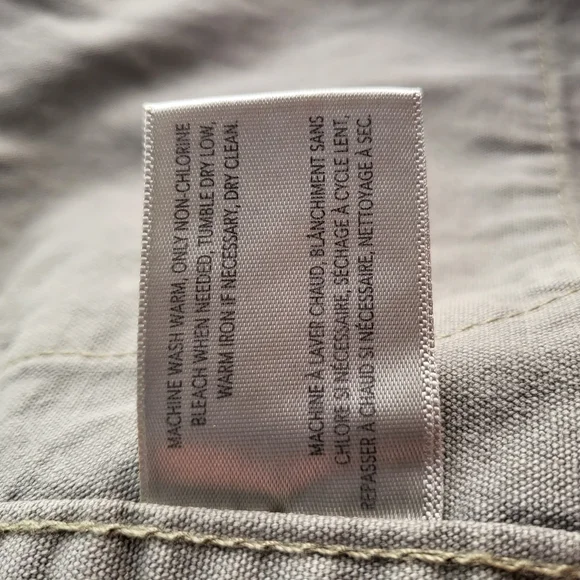 MACHINE WASH WARM, ONLY NON-CHLORINE
BLEACH WHEN NEEDED, TUMBLE DRY LOW,
WARM IRON IF NECESSARY, DRY CLEAN.
MACHINE À LAVER CHAUD, BLANCHIMENT SANS
CHLORE SI NÉCESSAIRE, SÉCHAGE À CYCLE LENT,
REPASSER À CHAUD SI NÉCESSAIRE, NETTOYAGE À SEC.